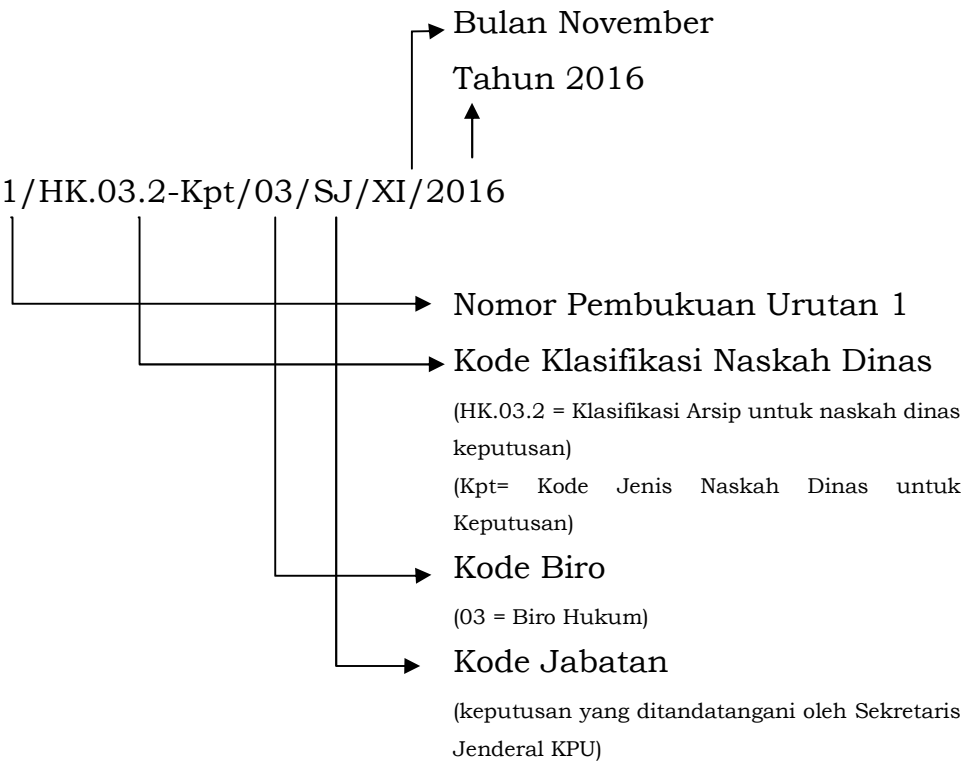 Bulan November
Tahun 2016
1/HK.03.2-Kpt/03/SJ/XI/2016
Nomor Pembukuan Urutan 1
Kode Klasifikasi Naskah Dinas
(HK.03.2 = Klasifikasi Arsip untuk naskah dinas
keputusan)
(Kpt= Kode Jenis Naskah Dinas untuk
Keputusan)
Kode Biro
(03 = Biro Hukum)
Kode Jabatan
(keputusan yang ditandatangani oleh Sekretaris
Jenderal KPU)